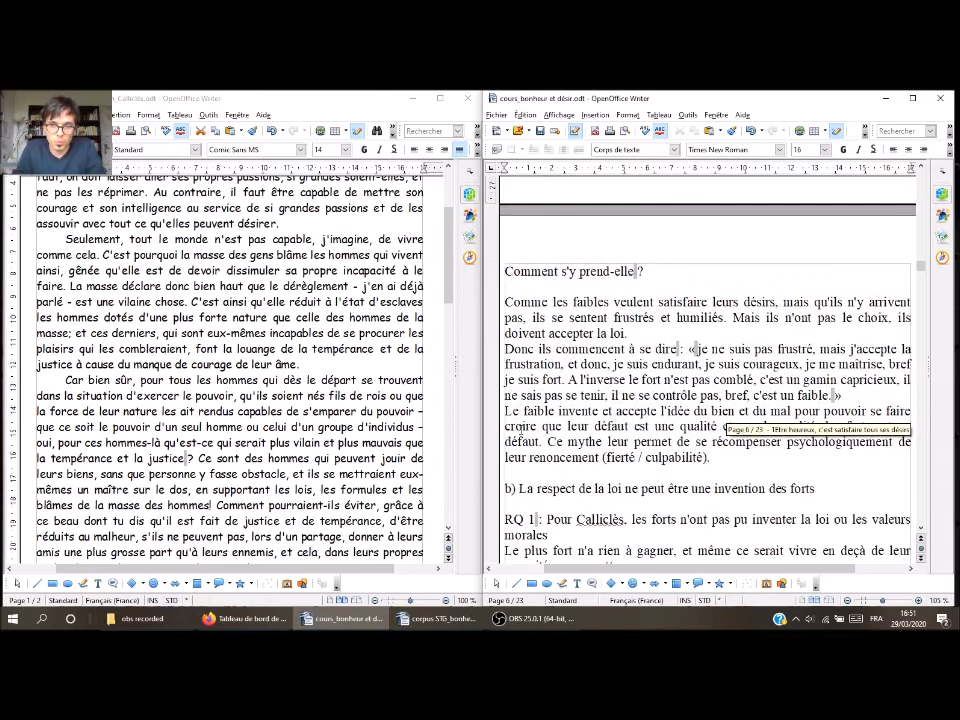 n_Calliclès.odt - OpenOffice Writer
ertion Format Tableau Outils Fenêtre Aide
Rechercher
Standard Comic Sans MS 14 G I S
faut, on doit laisser aller ses propres passions, si grandes soient-elles, et
ne pas les réprimer. Au contraire, il faut être capable de mettre son
courage et son intelligence au service de si grandes passions et de les
assouvir avec tout ce qu'elles peuvent désirer.
Seulement, tout le monde n'est pas capable, j'imagine, de vivre
comme cela. C'est pourquoi la masse des gens blâme les hommes qui vivent
ainsi, gênée qu'elle est de devoir dissimuler sa propre incapacité à le
faire. La masse déclare donc bien haut que le dérèglement - j'en ai déjà
parlé - est une vilaine chose. C'est ainsi qu'elle réduit à l'état d'esclaves
les hommes dotés d'une plus forte nature que celle des hommes de la
masse; et ces derniers, qui sont eux-mêmes incapables de se procurer les
plaisirs qui les combleraient, font la louange de la tempérance et de la
justice à cause du manque de courage de leur âme.
Car bien sûr, pour tous les hommes qui dès le départ se trouvent
dans la situation d'exercer le pouvoir, qu'ils soient nés fils de rois ou que
la force de leur nature les ait rendus capables de s'emparer du pouvoir -
que ce soit le pouvoir d'un seul homme ou celui d'un groupe d'individus -
oui, pour ces hommes-là qu'est-ce qui serait plus vilain et plus mauvais que
la tempérance et la justice ? Ce sont des hommes qui peuvent jouir de
leurs biens, sans que personne y fasse obstacle, et ils se mettraient eux-
mêmes un maître sur le dos, en supportant les lois, les formules et les
blâmes de la masse des hommes! Comment pourraient-ils éviter, grâce à
ce beau dont tu dis qu'il est fait de justice et de tempérance, d'être
réduits au malheur, s'ils ne peuvent pas, lors d'un partage, donner à leurs
amis une plus grosse part qu'à leurs ennemis, et cela, dans leurs propres
Page 1 / 2 Standard Français (France) INS STD * 100 %
cours_bonheur et désir.odt - OpenOffice Writer
Fichier Édition Affichage Insertion Format Tableau Outils Fenêtre Aide
Rechercher
Corps de texte Times New Roman 16 G I S
Comment s'y prend-elle ?
Comme les faibles veulent satisfaire leurs désirs, mais qu'ils n'y arrivent
pas, ils se sentent frustrés et humiliés. Mais ils n'ont pas le choix, ils
doivent accepter la loi.
Donc ils commencent à se dire : « je ne suis pas frustré, mais j'accepte la
frustration, et donc, je suis endurant, je suis courageux, je me maîtrise, bref
je suis fort. A l'inverse le fort n'est pas comblé, c'est un gamin capricieux, il
ne sais pas se tenir, il ne se contrôle pas, bref, c'est un faible. »
Le faible invente et accepte l'idée du bien et du mal pour pouvoir se faire
croire que leur défaut est une qualité
Page 6 / 23 - 1Etre heureux, c'est satisfaire tous ses désirs
défaut. Ce mythe leur permet de se récompenser psychologiquement de
leur renoncement (fierté / culpabilité).
b) La respect de la loi ne peut être une invention des forts
RQ 1 : Pour Calliclès, les forts n'ont pas pu inventer la loi ou les valeurs
morales
Le plus fort n'a rien à gagner, et même ce serait vivre en deçà de leur
Page 6 / 23 Standard Français (France) INS STD * 105 %
obs recorded Tableau de bord de ... cours_bonheur et d... corpus STG_bonhe... OBS 25.0.1 (64-bit, ... FRA 16:51
29/03/2020